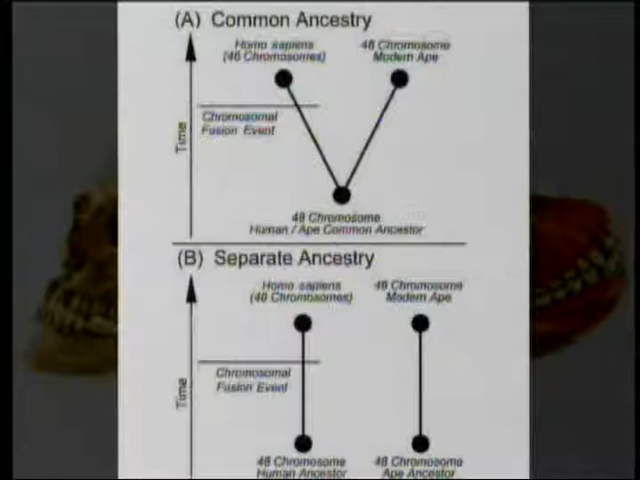 (A) Common Ancestry
Homo sapiens
(46 Chromosomes)
48 Chromosome
Modern Ape
Chromosomal
Fusion Event
Time
48 Chromosome
Human / Ape Common Ancestor
(B) Separate Ancestry
Homo sapiens
(46 Chromosomes)
48 Chromosome
Modern Ape
Chromosomal
Fusion Event
Time
48 Chromosome
Human Ancestor
48 Chromosome
Ape Ancestor